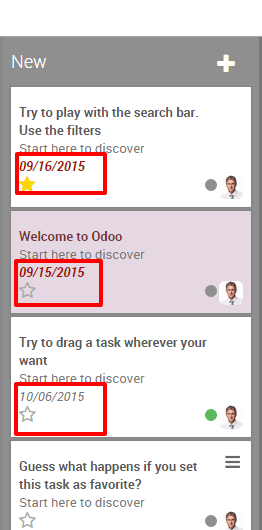 New
Try to play with the search bar.
Use the filters
Start here to discover
09/16/2015
Welcome to Odoo
Start here to discover
09/15/2015
Try to drag a task wherever your
want
Start here to discover
10/06/2015
Guess what happens if you set
this task as favorite?
Start here to discover